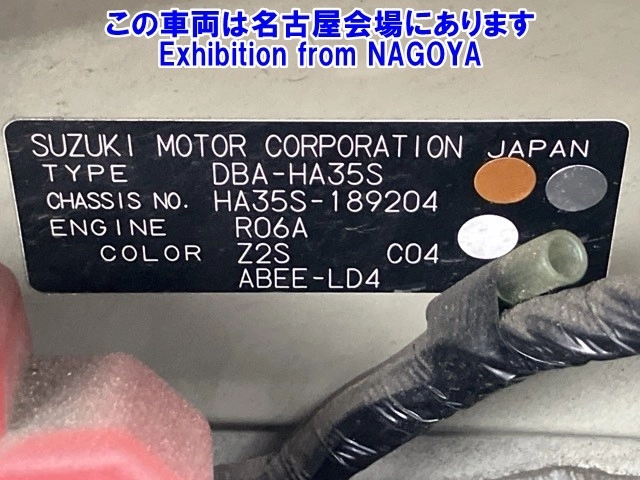 この車両は名古屋会場にあります
Exhibition from NAGOYA
SUZUKI MOTOR CORPORATION JAPAN
TYPE DBA-HA35S
CHASSIS NO. HA35S-189204
ENGINE R06A
COLOR Z2S C04
ABEE-LD4